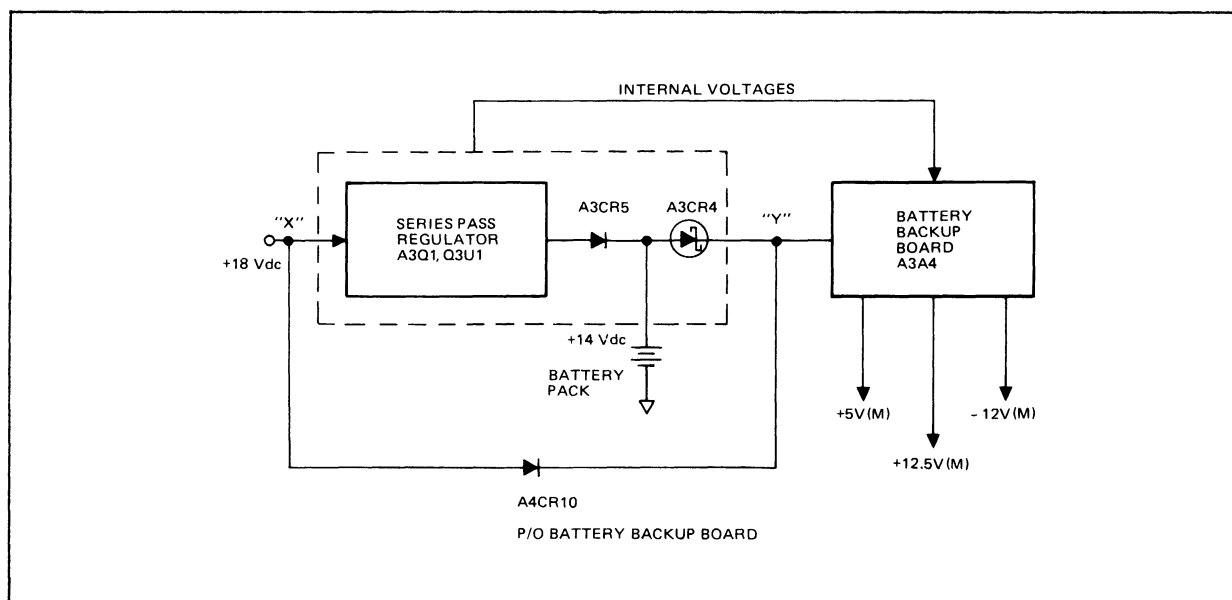 INTERNAL VOLTAGES
"X"
+18 Vdc
SERIES PASS
REGULATOR
A3Q1, Q3U1
A3CR5
A3CR4
"Y"
BATTERY
BACKUP
BOARD
A3A4
+14 Vdc
BATTERY
PACK
+5V(M)
+12.5V(M)
- 12V(M)
A4CR10
P/O BATTERY BACKUP BOARD